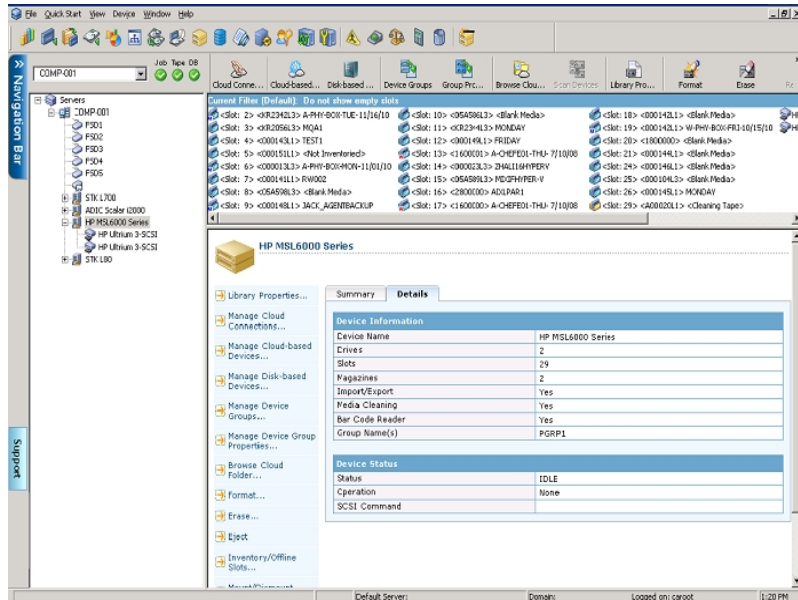 File Quick Start View Device Window Help
Job Tape DB
COMP-001
Cloud Conne... Cloud-based... Disk-based ... Device Groups Group Prc... Browse Clou... Scan Devices Library Pro... Format Erase Re
Navigation Bar
Support
Servers
COMP-001
FSD1
FSD2
FSD3
FSD4
FSD5
STK L700
ADIC Scaler i2000
HP MSL6000 Series
HP Ultrium 3-SCSI
HP Ultrium 3-SCSI
STK L80
Current Filter (Default): Do not show empty slots
<Slot: 2> <KR2342L3> A-PHY-BOX-TUE-11/16/10
<Slot: 3> <KR2056L3> MQA1
<Slot: 4> <000143L1> TEST1
<Slot: 5> <000151L1> <Not Inventoried>
<Slot: 6> <000013L3> A-PHY-BOX-MON-11/01/10
<Slot: 7> <000141L1> RW002
<Slot: 8> <05A598L3> <Blank Media>
<Slot: 9> <000148L1> JACK_AGENTBACKUP
<Slot: 10> <05A586L3> <Blank Media>
<Slot: 11> <KR2344L3> MONDAY
<Slot: 12> <000149L1> FRIDAY
<Slot: 13> <1600001> A-CHEFE01-THU- 7/10/08
<Slot: 14> <000023L3> ZHALI16HYPERV
<Slot: 15> <05A589L3>
<Slot: 16> <2800000> ADLPAR1
<Slot: 17> <1600000> A-CHEFE01-THU- 7/10/08
<Slot: 18> <000142L1> <Blank Media>
<Slot: 19> <000142L1> W-PHY-BOX-FRI-10/15/10
<Slot: 20> <1800000> <Blank Media>
<Slot: 21> <000144L1> <Blank Media>
<Slot: 24> <000150L1> <Blank Media>
<Slot: 25> <000104L3> <Blank Media>
<Slot: 26> <000145L1> MONDAY
<Slot: 29> <A00020L1> <Cleaning Tape>
HP MSL6000 Series
Library Properties...
Manage Cloud
Connections...
Manage Cloud-based
Devices...
Manage Disk-based
Devices...
Manage Device
Groups...
Manage Device Group
Properties...
Browse Cloud
Folder...
Format...
Erase...
Eject
Inventory/Offline
Slots...
Mount/Dismount
Summary Details
Device Information
Device Name HP MSL6000 Series
Drives 2
Slots 29
Magazines 2
Import/Export Yes
Media Cleaning Yes
Bar Code Reader Yes
Group Name(s) PGRP1
Device Status
Status IDLE
Operation None
SCSI Command
Default Server: Domain: Logged on: caroot 1:20 PM